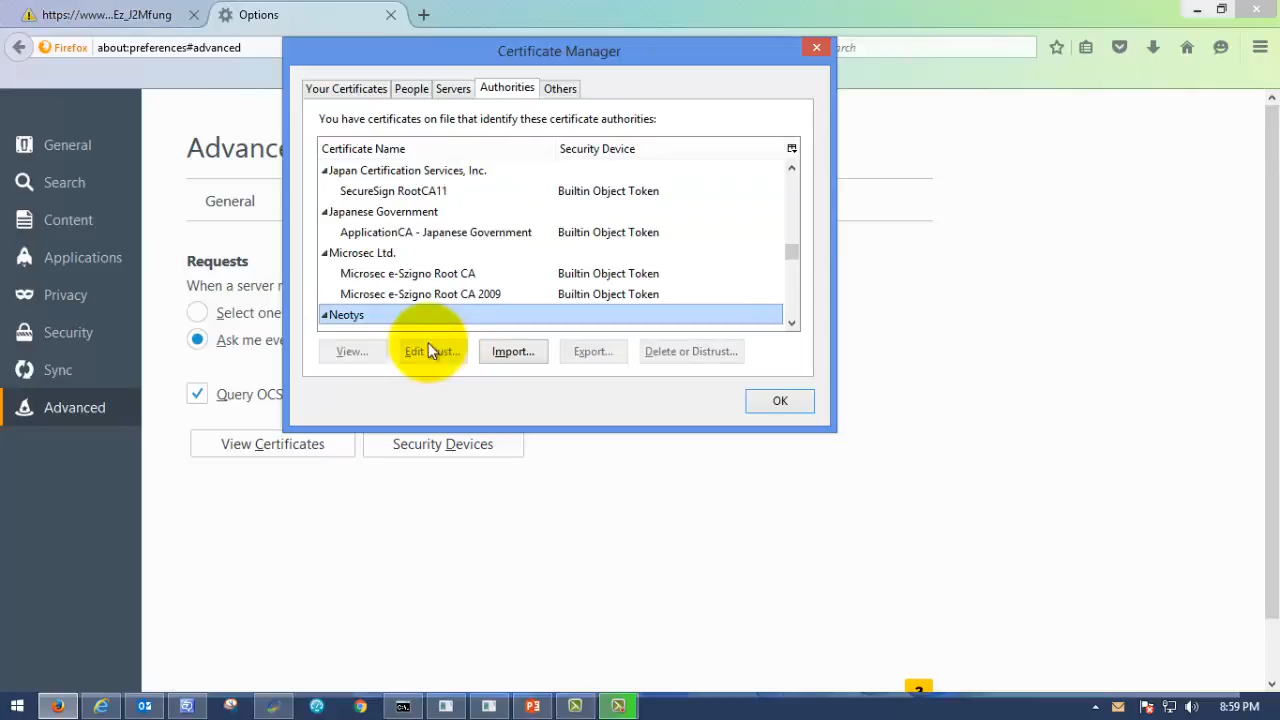 https://www...Ez_J2Mfung
Options
Firefox
about:preferences#advanced
General
Search
Content
Applications
Privacy
Security
Sync
Advanced
General
Requests
View Certificates
Security Devices
Certificate Manager
Your Certificates
People
Servers
Authorities
Others
You have certificates on file that identify these certificate authorities:
Certificate Name
Security Device
Japan Certification Services, Inc.
SecureSign RootCA11
Builtin Object Token
Japanese Government
ApplicationCA - Japanese Government
Builtin Object Token
Microsec Ltd.
Microsec e-Szigno Root CA
Builtin Object Token
Microsec e-Szigno Root CA 2009
Builtin Object Token
Neotys
View...
Edit
Import...
Export...
Delete or Distrust...
OK
When a server
Select one
Ask me
Query
8:59 PM